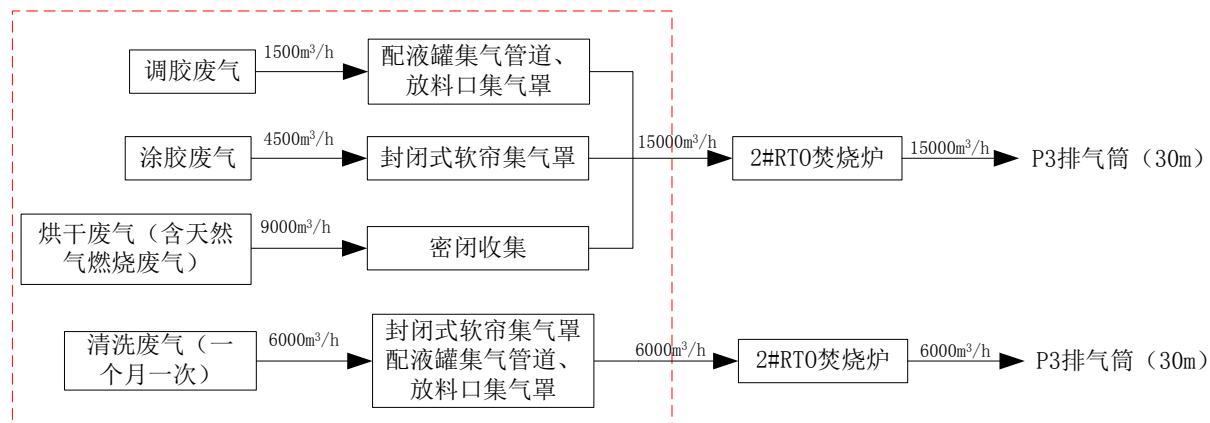 调胶废气
1500m³/h
配液罐集气管道、
放料口集气罩
涂胶废气
4500m³/h
封闭式软帘集气罩
15000m³/h
2#RTO焚烧炉
15000m³/h
P3排气筒（30m）
烘干废气（含天然
气燃烧废气）
9000m³/h
密闭收集
清洗废气（一
个月一次）
6000m³/h
封闭式软帘集气罩
配液罐集气管道、
放料口集气罩
6000m³/h
2#RTO焚烧炉
6000m³/h
P3排气筒（30m）